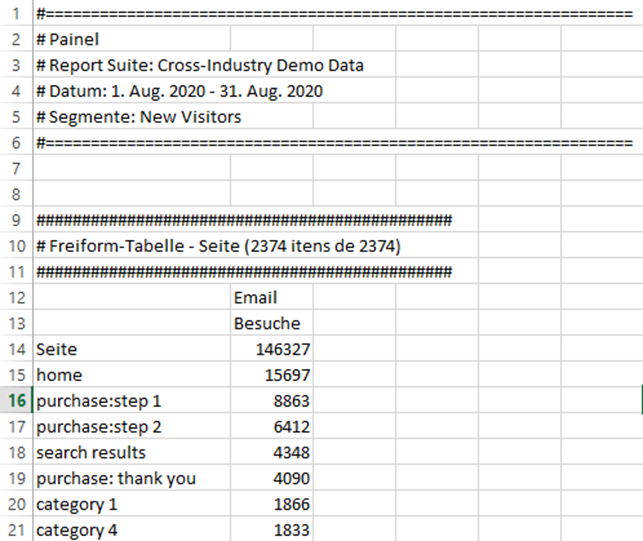 1 #=================================================================
2 # Painel
3 # Report Suite: Cross-Industry Demo Data
4 # Datum: 1. Aug. 2020 - 31. Aug. 2020
5 # Segmente: New Visitors
6 #=================================================================
7
8
9 ##############################################
10 # Freiform-Tabelle - Seite (2374 itens de 2374)
11 ##############################################
12 Email
13 Besuche
14 Seite 146327
15 home 15697
16 purchase:step 1 8863
17 purchase:step 2 6412
18 search results 4348
19 purchase: thank you 4090
20 category 1 1866
21 category 4 1833